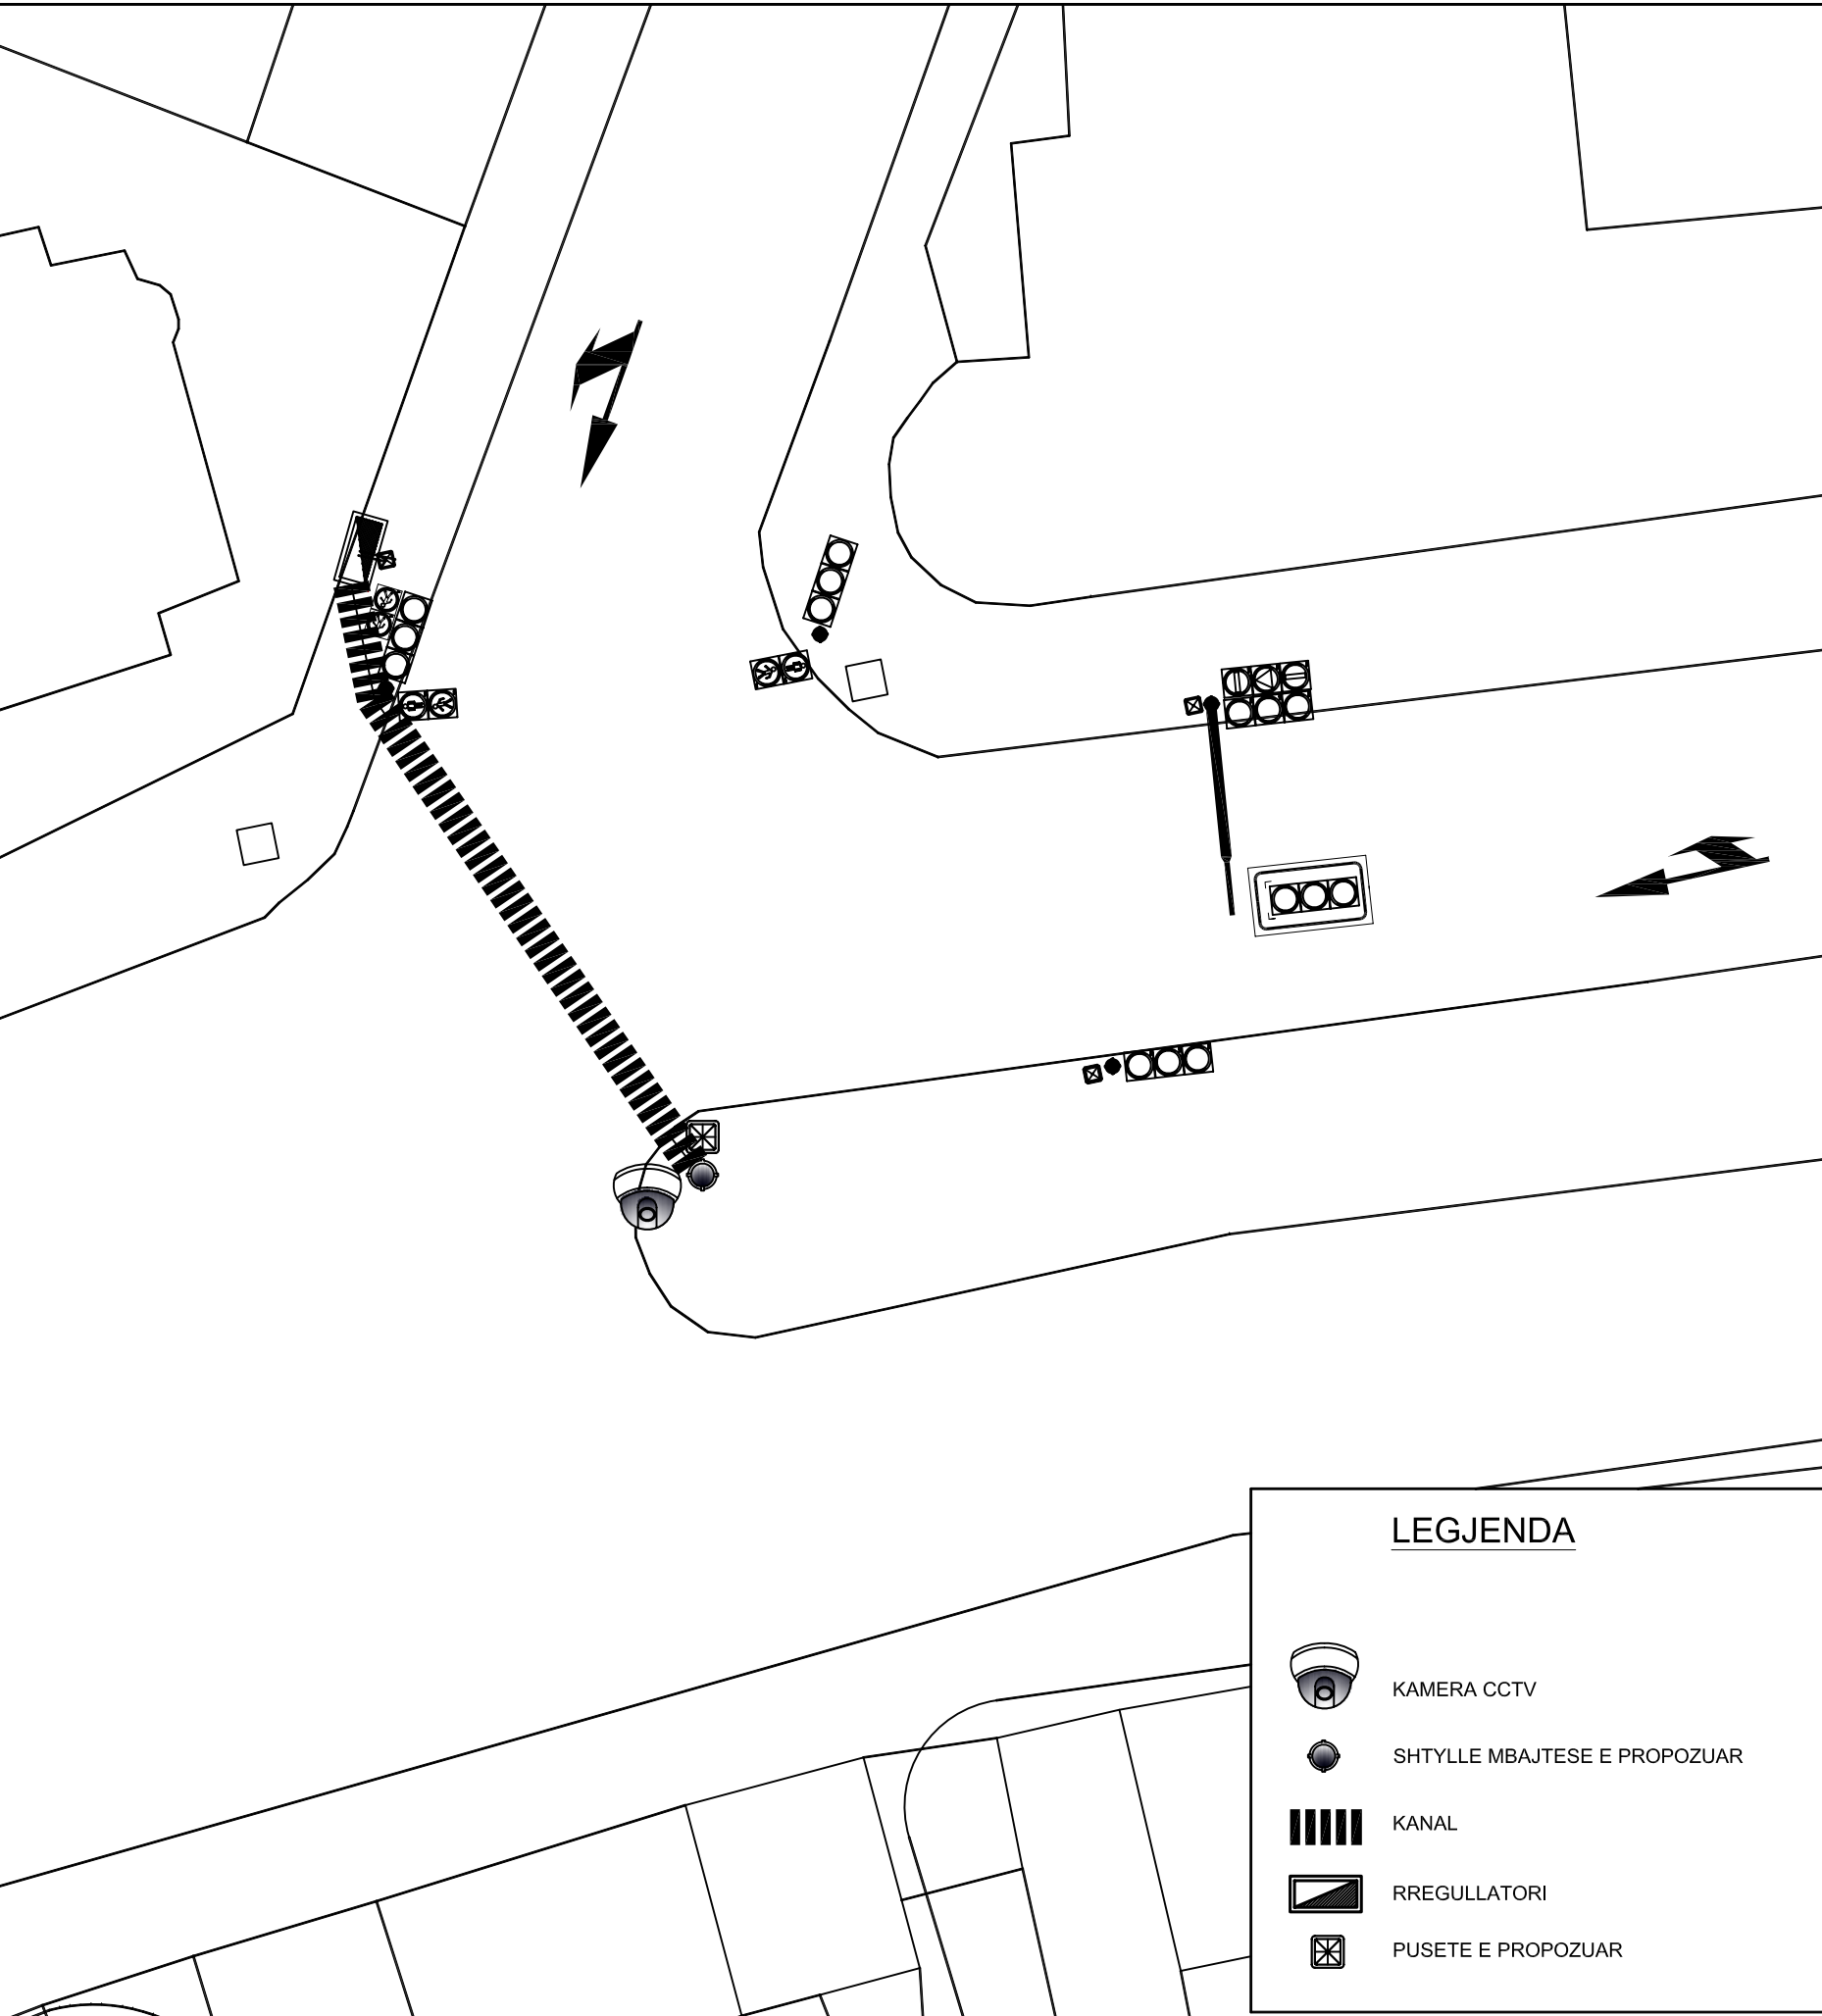 LEGJENDA
KAMERA CCTV
SHTYLLE MBAJTESE E PROPOZUAR
KANAL
RREGULLATORI
PUSETE E PROPOZUAR